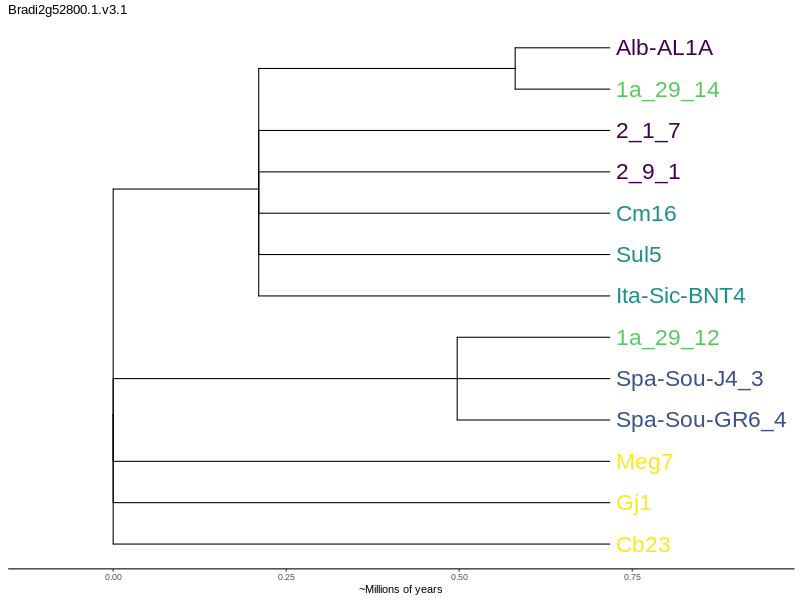 Bradi2g52800.1.v3.1
Alb-AL1A
1a_29_14
2_1_7
2_9_1
Cm16
Sul5
Ita-Sic-BNT4
1a_29_12
Spa-Sou-J4_3
Spa-Sou-GR6_4
Meg7
Gj1
Cb23
0.00 0.25 0.50 0.75
~Millions of years